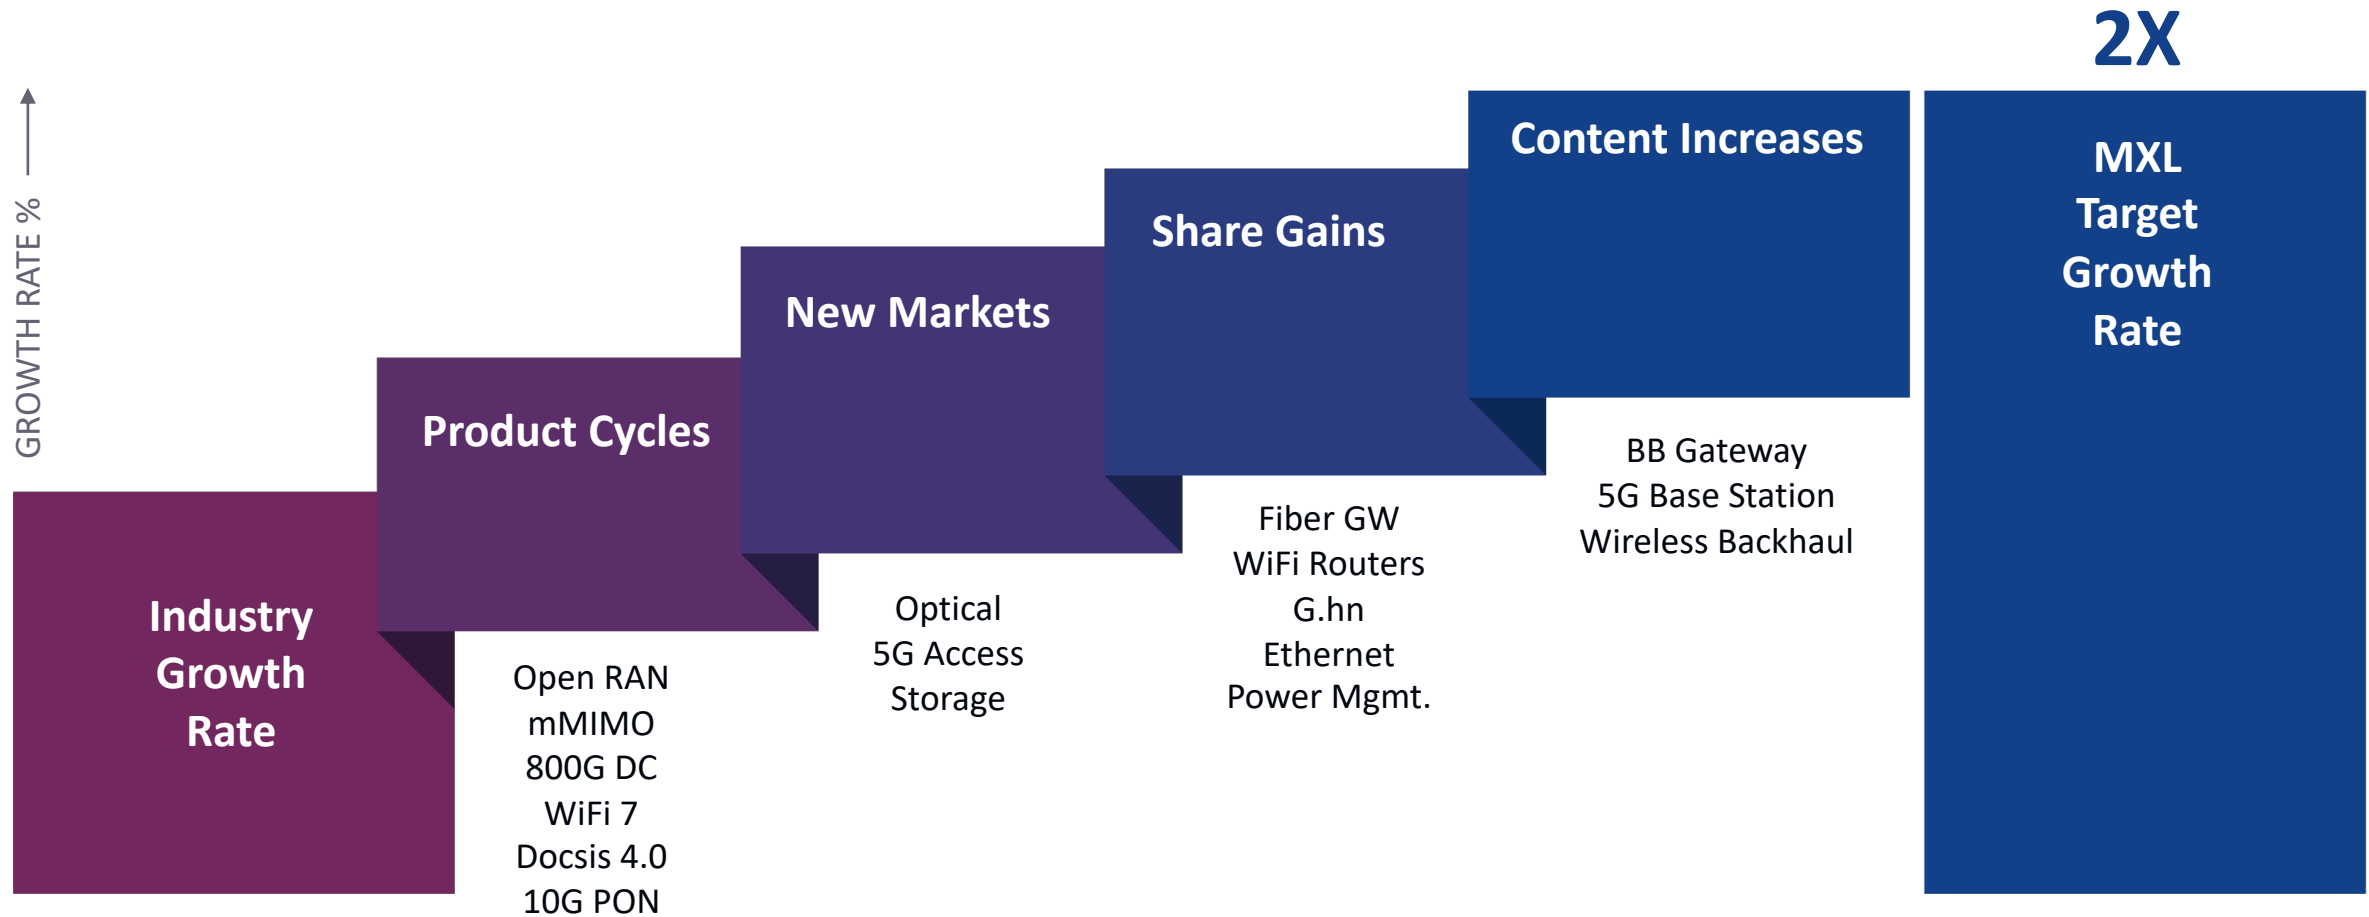 GROWTH RATE %
Industry
Growth
Rate
Product Cycles
Open RAN
mMIMO
800G DC
WiFi 7
Docsis 4.0
10G PON
New Markets
Optical
5G Access
Storage
Share Gains
Fiber GW
WiFi Routers
G.hn
Ethernet
Power Mgmt.
Content Increases
BB Gateway
5G Base Station
Wireless Backhaul
2X
MXL
Target
Growth
Rate